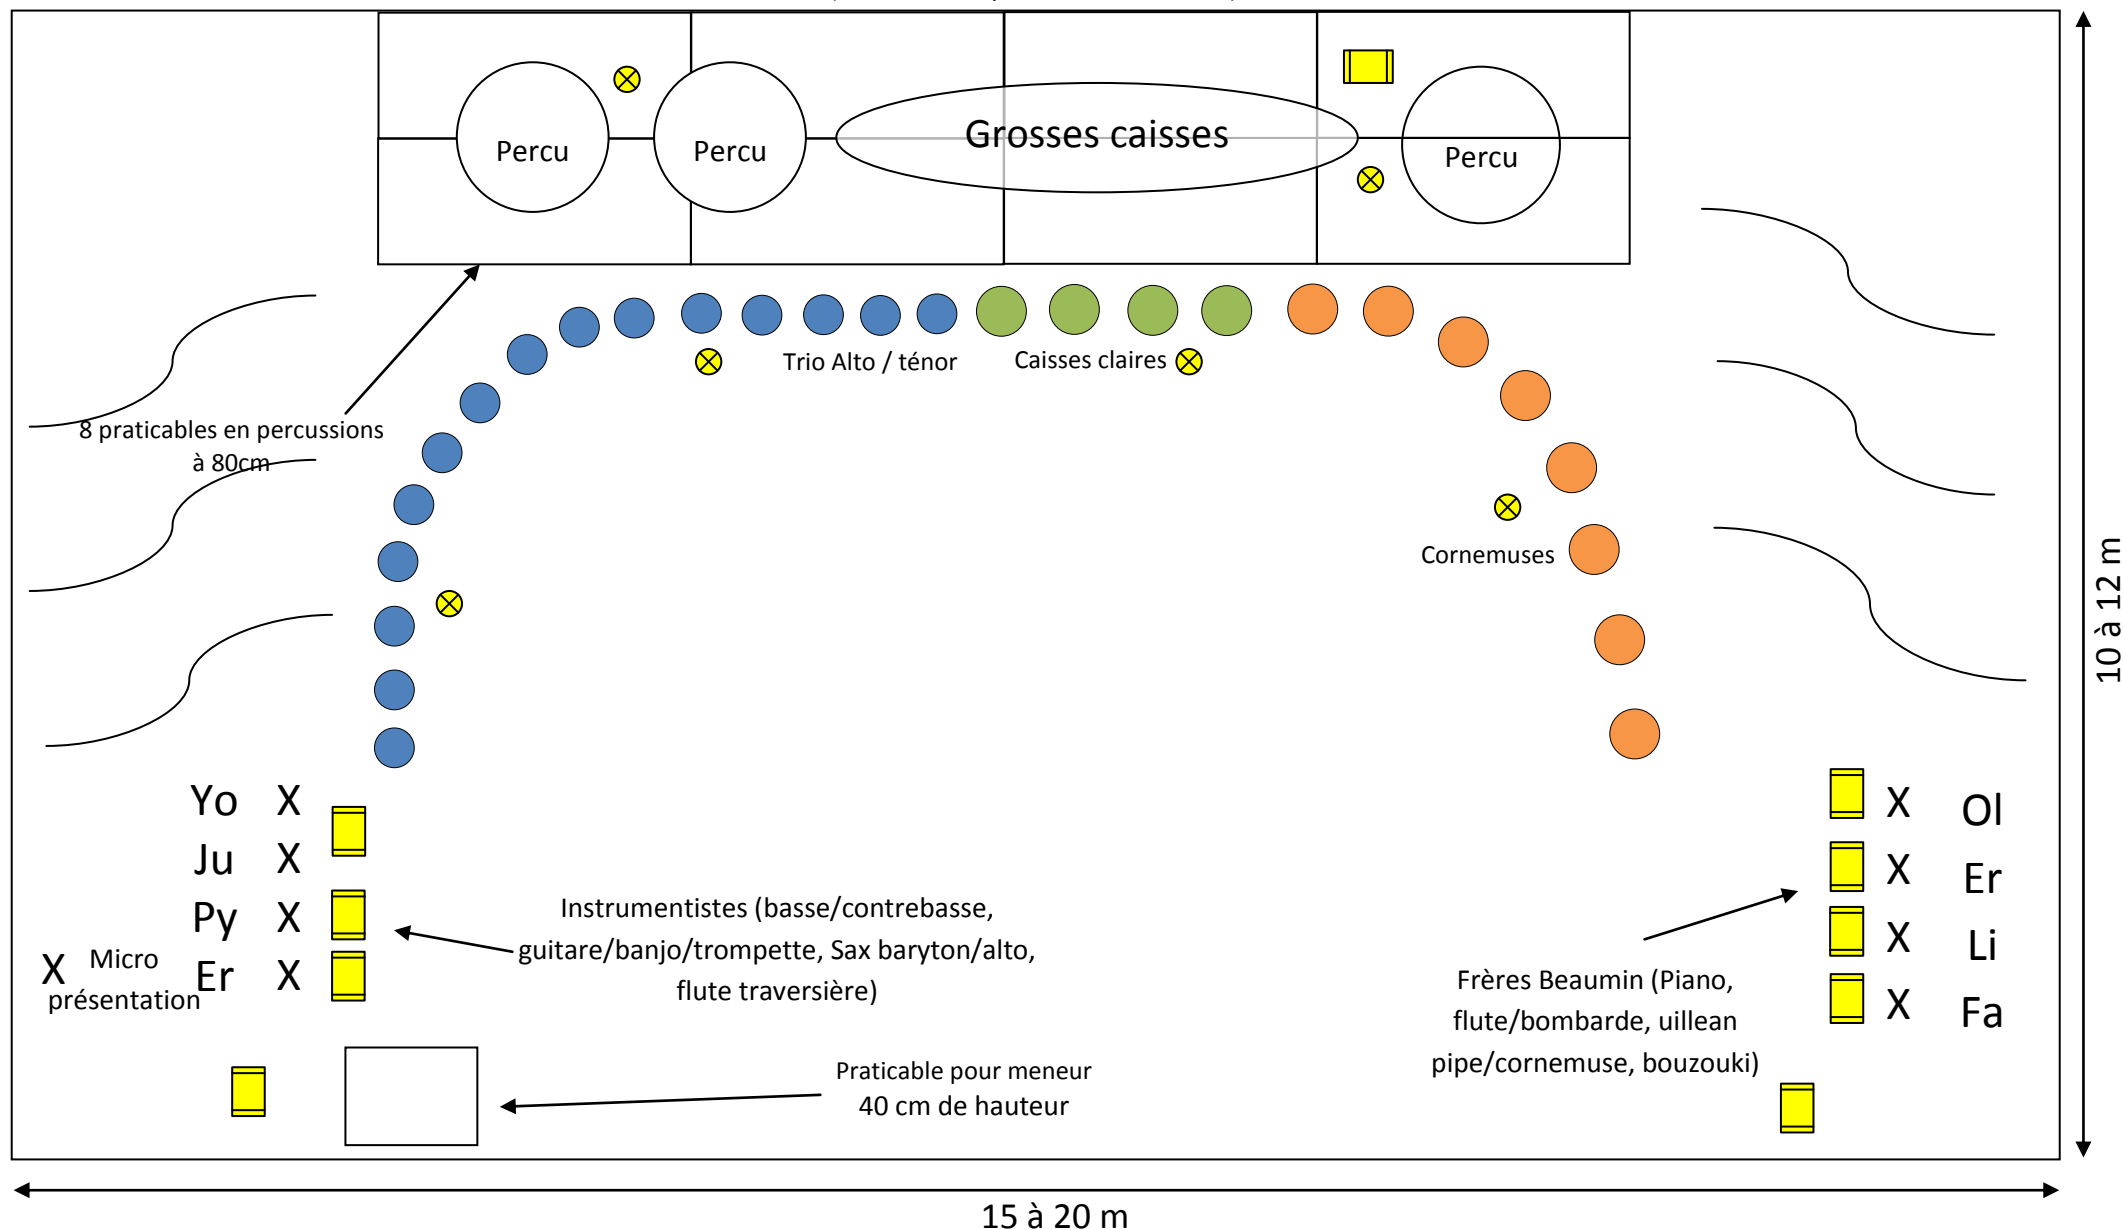 Percu
Percu
Grosses caisses
Percu
Trio Alto / ténor
Caisses claires
8 praticables en percussions
à 80cm
Cornemuses
10 à 12 m
Yo X
Ju X
Py X
Er X
X Micro
présentation
Instrumentistes (basse/contrebasse,
guitare/banjo/trompette, Sax baryton/alto,
flute traversière)
X Ol
X Er
X Li
X Fa
Frères Beaumin (Piano,
flute/bombarde, uillean
pipe/cornemuse, bouzouki)
Praticable pour meneur
40 cm de hauteur
15 à 20 m